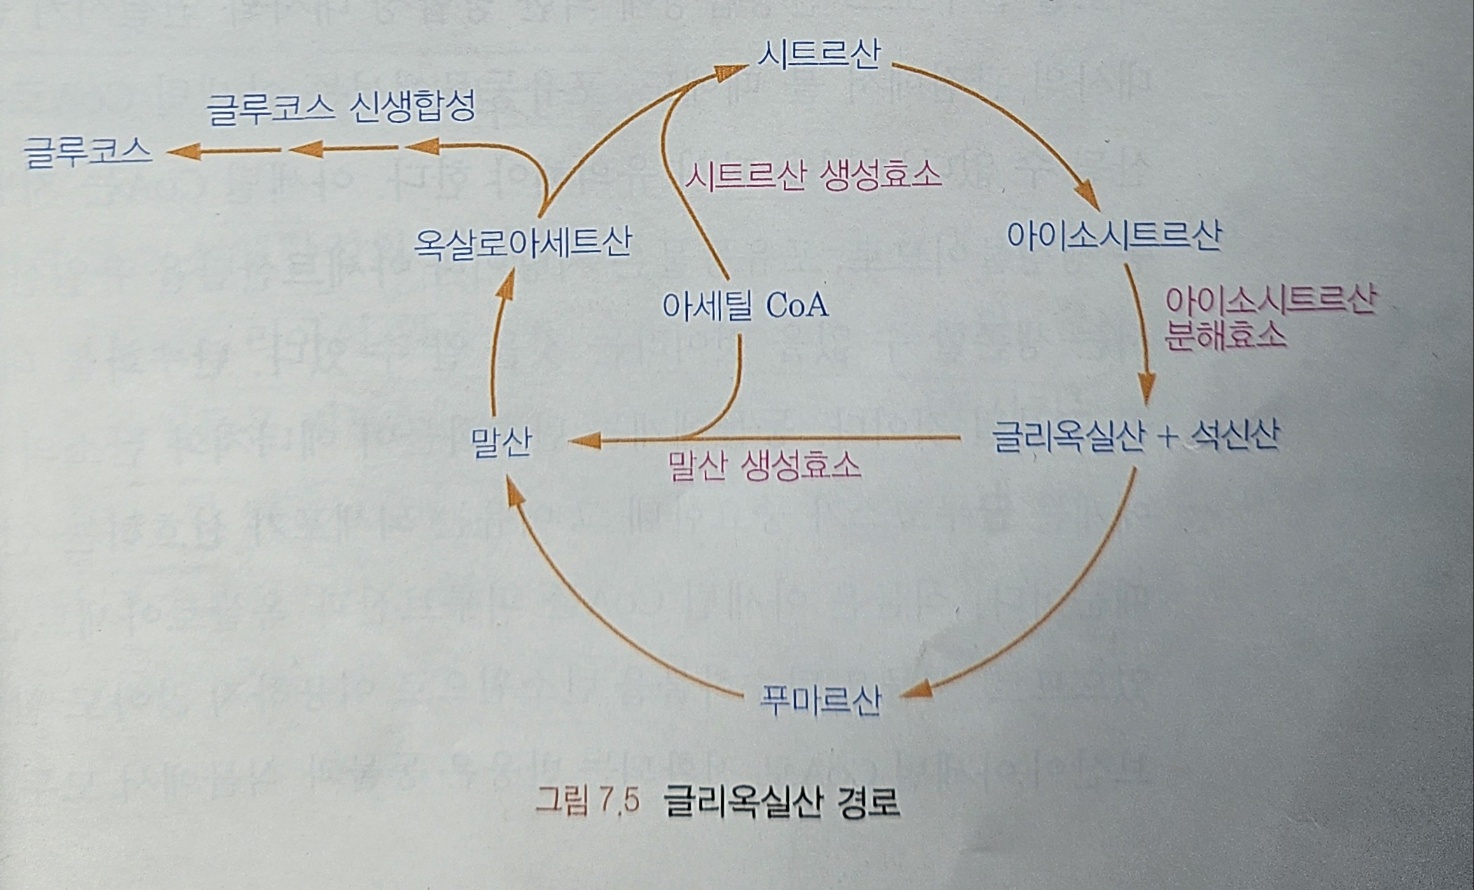 시트르산
글루코스 신생합성
글루코스
시트르산 생성효소
옥살로아세트산
아이소시트르산
아세틸 CoA
아이소시트르산
분해효소
말산
글리옥실산 + 석신산
말산 생성효소
푸마르산
그림 7.5 글리옥실산 경로